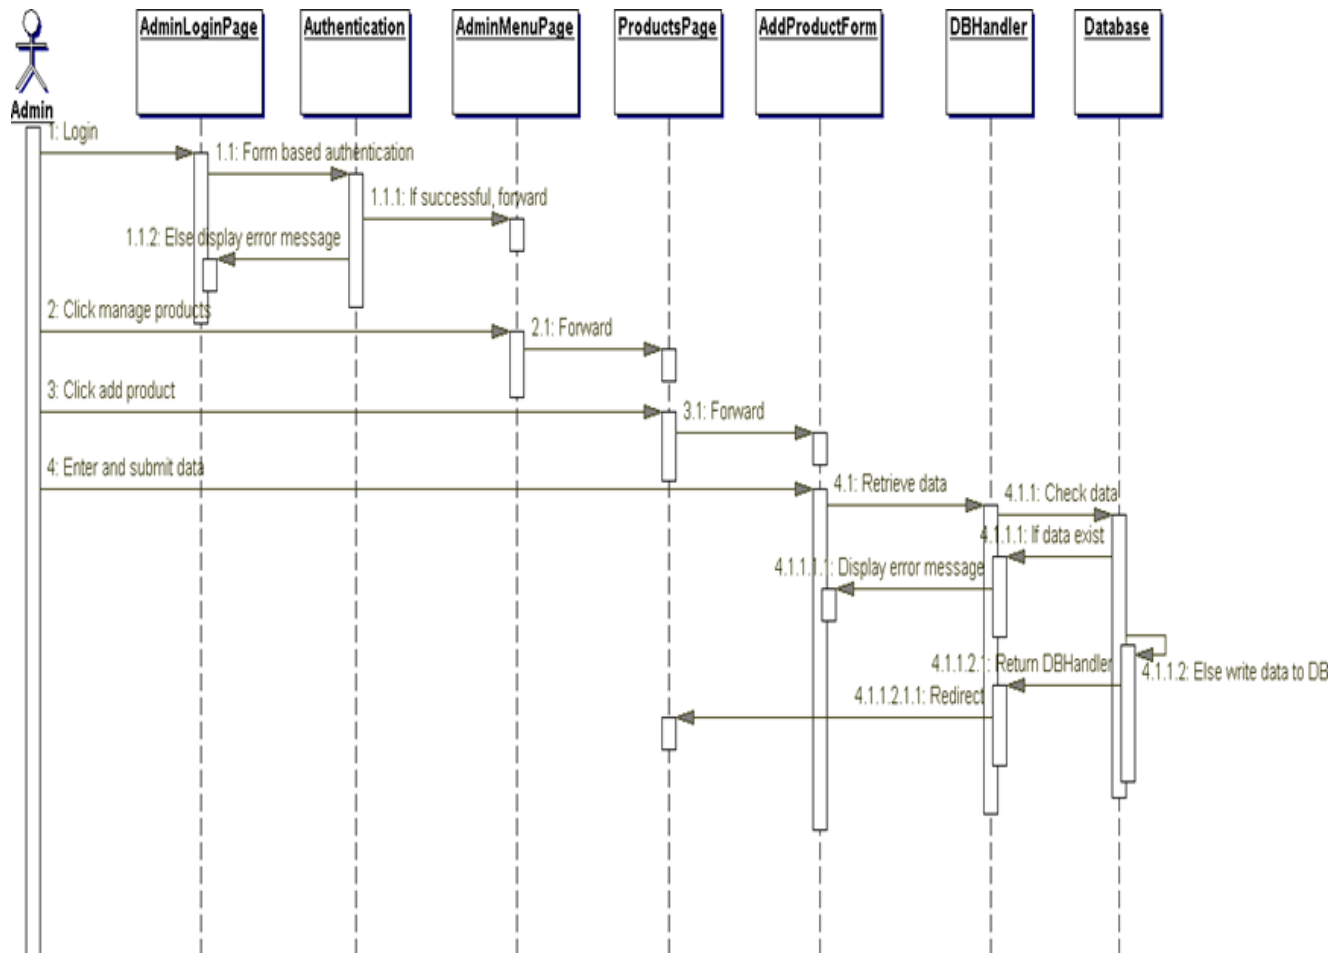 AdminLoginPage
Authentication
AdminMenuPage
ProductsPage
AddProductForm
DBHandler
Database
Admin
1: Login
1.1: Form based authentication
1.1.1: If successful, forward
1.1.2: Else display error message
2: Click manage products
2.1: Forward
3: Click add product
3.1: Forward
4: Enter and submit data
4.1: Retrieve data
4.1.1: Check data
4.1.1.1: If data exist
4.1.1.1.1: Display error message
4.1.1.2: Else write data to DB
4.1.1.2.1: Return DBHandler
4.1.1.2.1.1: Redirect